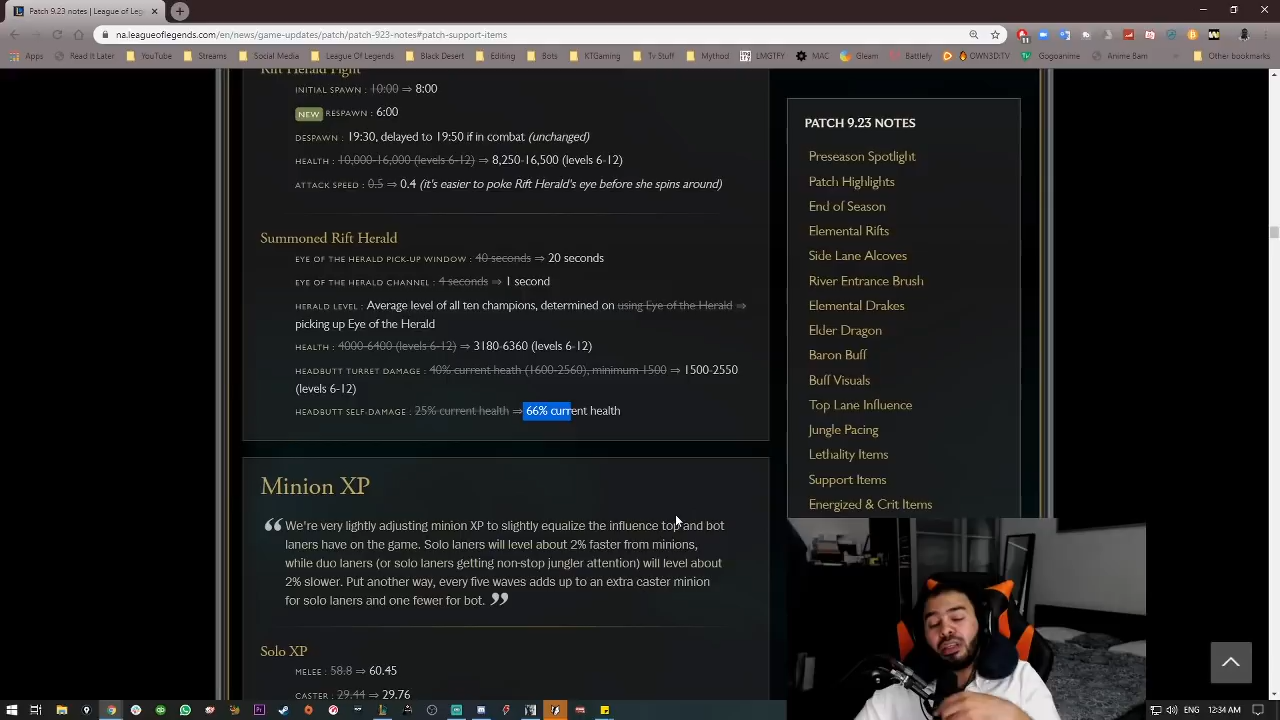 Patch 9.23 notes | League of Leg
na.leagueoflegends.com/en/news/game-updates/patch/patch-923-notes#patch-support-items
Apps
Read It Later
YouTube
Streams
Social Media
League Of Legends
Black Desert
Editing
Bots
KTGaming
Tv Stuff
Mythod
LMGTFY
MAC
Gleam
Battlefy
OWN3D.TV
Gogoanime
Anime Bam
Other bookmarks
Rift Herald Fight
INITIAL SPAWN : 10:00 ⇒ 8:00
NEW RESPAWN : 6:00
DESPAWN : 19:30, delayed to 19:50 if in combat (unchanged)
HEALTH : 10,000-16,000 (levels 6-12) ⇒ 8,250-16,500 (levels 6-12)
ATTACK SPEED : 0.5 ⇒ 0.4 (it's easier to poke Rift Herald's eye before she spins around)
Summoned Rift Herald
EYE OF THE HERALD PICK-UP WINDOW : 40 seconds ⇒ 20 seconds
EYE OF THE HERALD CHANNEL : 4 seconds ⇒ 1 second
HERALD LEVEL : Average level of all ten champions, determined on using Eye of the Herald ⇒
picking up Eye of the Herald
HEALTH : 4000-6400 (levels 6-12) ⇒ 3180-6360 (levels 6-12)
HEADBUTT TURRET DAMAGE : 40% current heath (1600-2560), minimum 1500 ⇒ 1500-2550
(levels 6-12)
HEADBUTT SELF-DAMAGE : 25% current health ⇒ 66% current health
Minion XP
We're very lightly adjusting minion XP to slightly equalize the influence top and bot
laners have on the game. Solo laners will level about 2% faster from minions,
while duo laners (or solo laners getting non-stop jungler attention) will level about
2% slower. Put another way, every five waves adds up to an extra caster minion
for solo laners and one fewer for bot.
Solo XP
MELEE : 58.8 ⇒ 60.45
CASTER : 29.44 ⇒ 29.76
PATCH 9.23 NOTES
Preseason Spotlight
Patch Highlights
End of Season
Elemental Rifts
Side Lane Alcoves
River Entrance Brush
Elemental Drakes
Elder Dragon
Baron Buff
Buff Visuals
Top Lane Influence
Jungle Pacing
Lethality Items
Support Items
Energized & Crit Items
ENG 12:34 AM